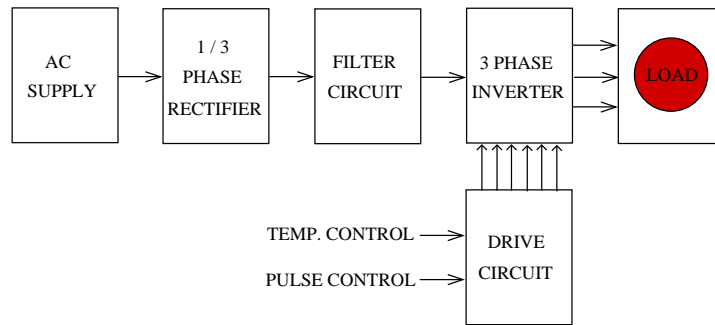 AC
SUPPLY
1 / 3
PHASE
RECTIFIER
FILTER
CIRCUIT
3 PHASE
INVERTER
LOAD
TEMP. CONTROL
PULSE CONTROL
DRIVE
CIRCUIT